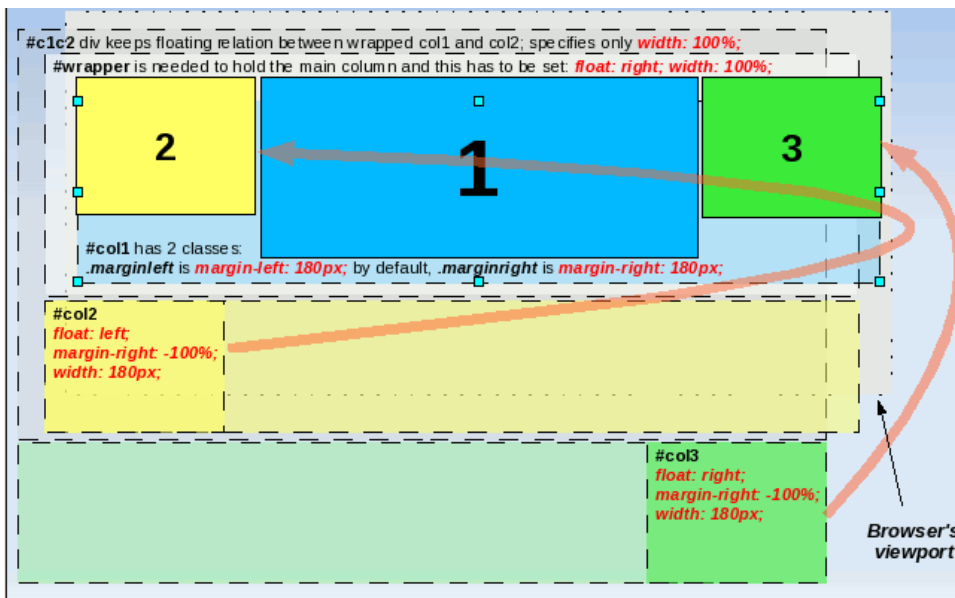 #c1c2 div keeps floating relation between wrapped col1 and col2; specifies only width: 100%;
#wrapper is needed to hold the main column and this has to be set: float: right; width: 100%;
2
1
3
#col1 has 2 classes:
.marginleft is margin-left: 180px; by default, .marginright is margin-right: 180px;
#col2
float: left;
margin-right: -100%;
width: 180px;
#col3
float: right;
margin-right: -100%;
width: 180px;
Browser's
viewport